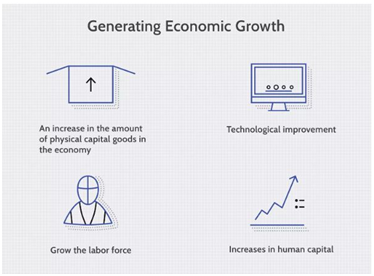 Generating Economic Growth
An increase in the amount
of physical capital goods in
the economy
Technological improvement
Grow the labor force
Increases in human capital